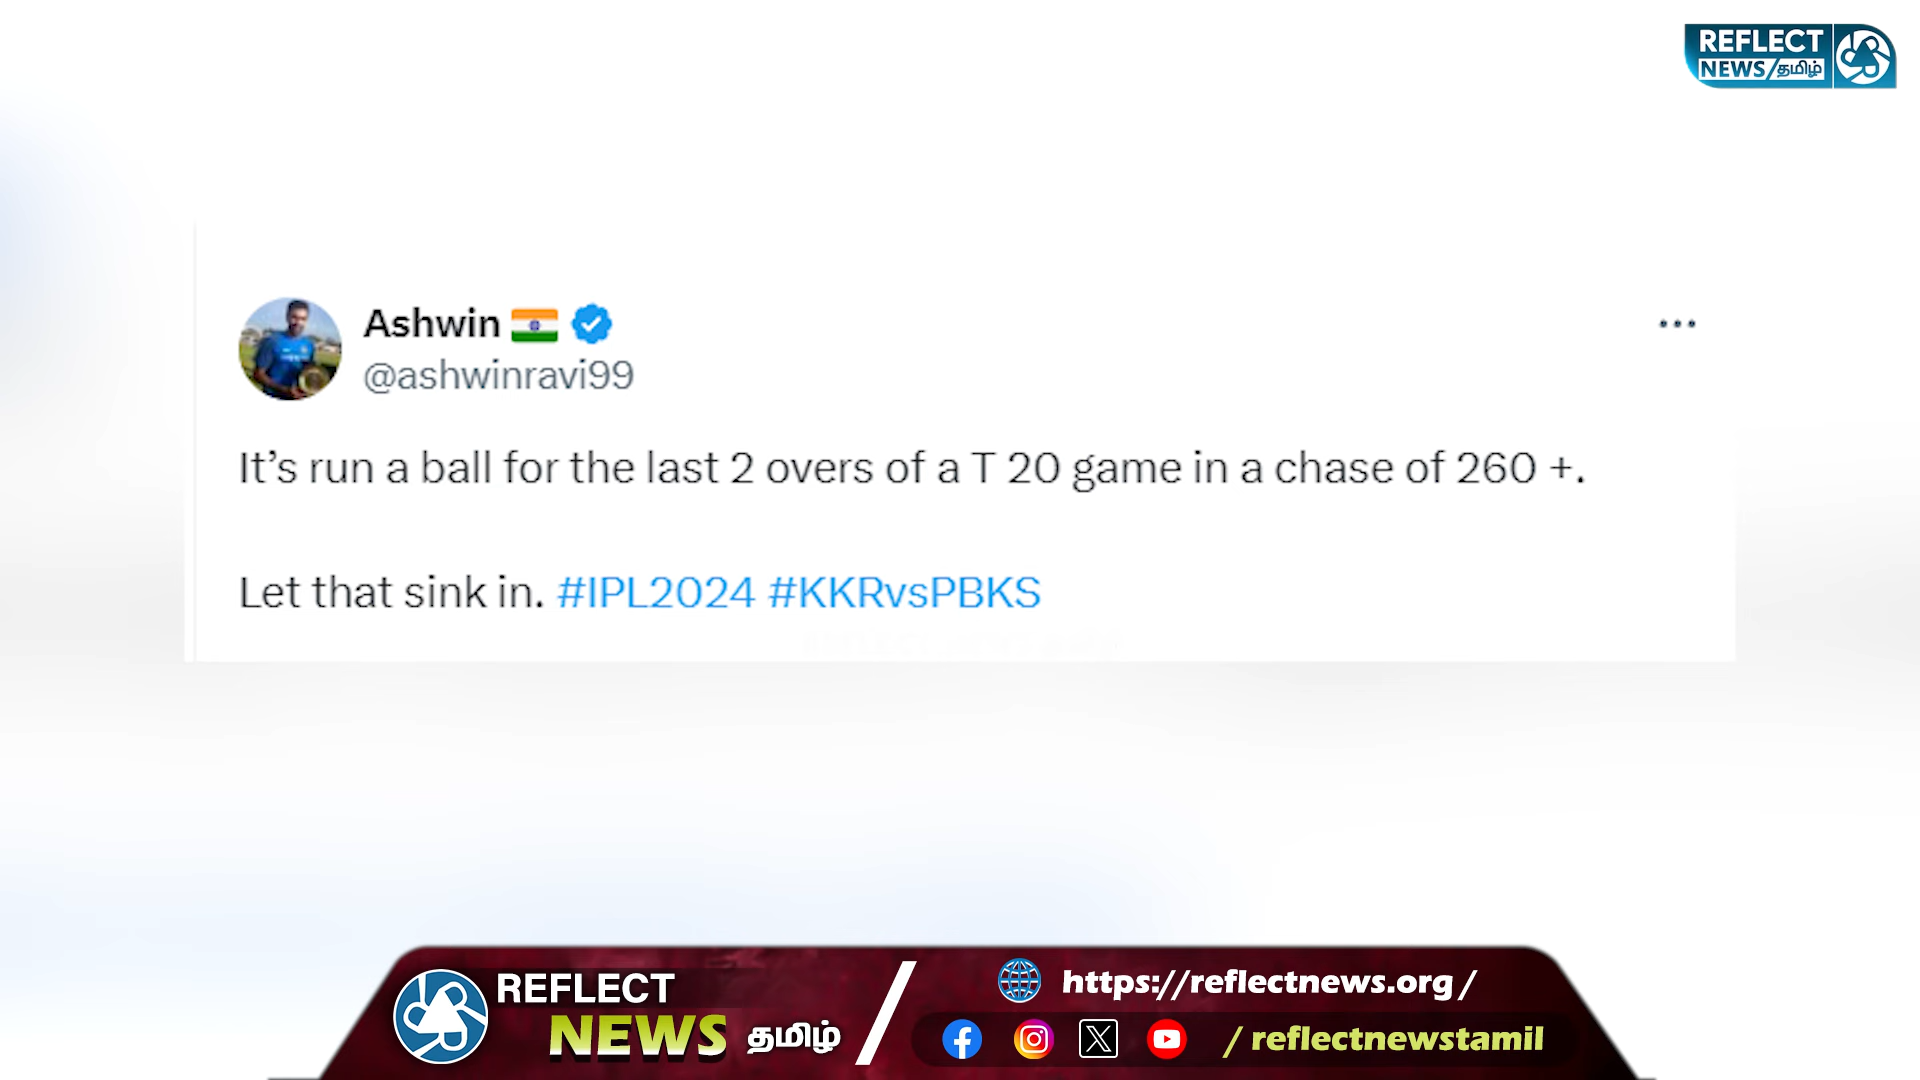 REFLECT
NEWS/தமிழ்
Ashwin
@ashwinravi99
It’s run a ball for the last 2 overs of a T 20 game in a chase of 260 +.
Let that sink in. #IPL2024 #KKRvsPBKS
REFLECT
NEWS தமிழ்
https://reflectnews.org/
/ reflectnewstamil